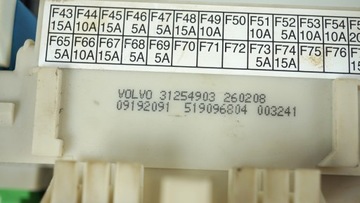 F43 F44 F45 F46 F47 F48 F49 F50 F51 F52 F53 F54
15A 10A 15A 5A 5A 10A 10A 5A 5A 10A 20
F65 F66 F67 F68 F69 F70 F71 F72 F73 F74 F75 F76
5A 10A 15A 5A 5A 5A 15A
VOLVO 31254903 260208
09192091 519096804 003241